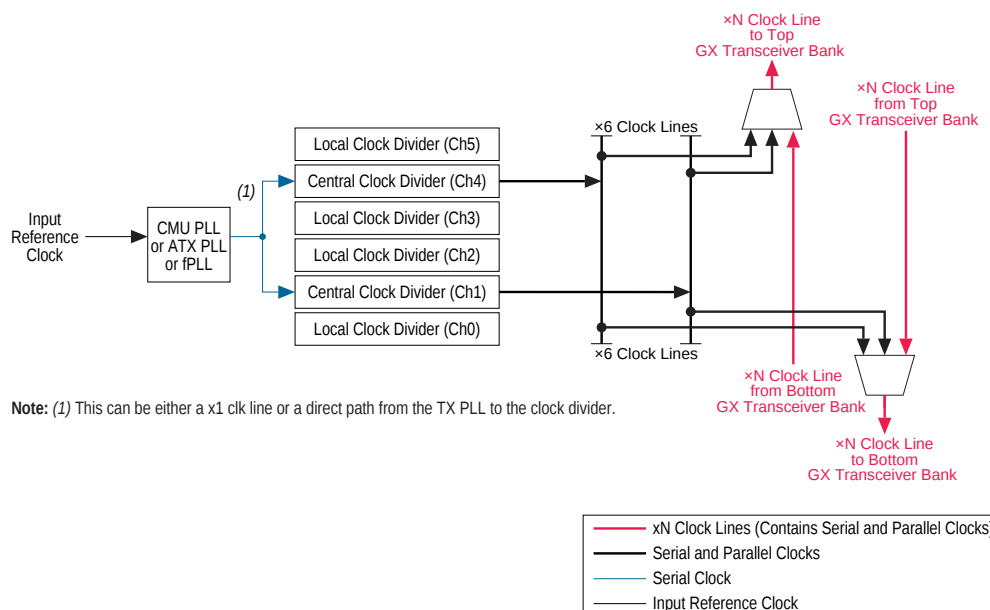 ×N Clock Line
to Top
GX Transceiver Bank
×N Clock Line
from Top
GX Transceiver Bank
×6 Clock Lines
Local Clock Divider (Ch5)
(1)
Central Clock Divider (Ch4)
Local Clock Divider (Ch3)
Input
Reference
Clock
CMU PLL
or ATX PLL
or fPLL
Local Clock Divider (Ch2)
Central Clock Divider (Ch1)
Local Clock Divider (Ch0)
×6 Clock Lines
×N Clock Line
from Bottom
GX Transceiver Bank
Note: (1) This can be either a x1 clk line or a direct path from the TX PLL to the clock divider.
×N Clock Line
to Bottom
GX Transceiver Bank
xN Clock Lines (Contains Serial and Parallel Clocks)
Serial and Parallel Clocks
Serial Clock
Input Reference Clock